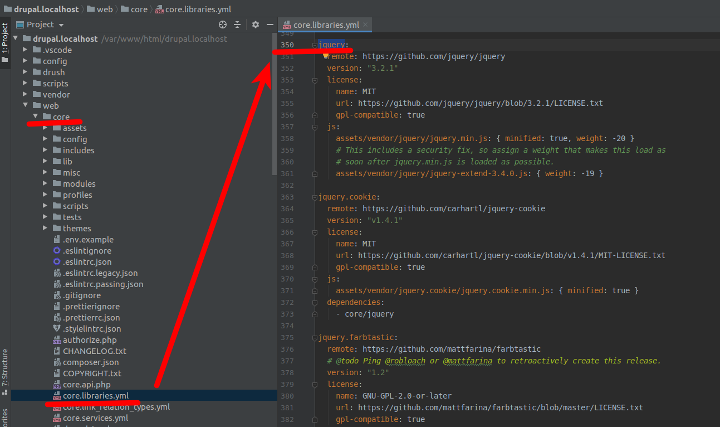 drupal.localhost
web
core
core.libraries.yml
Project
core.libraries.yml
1: Project
7: Structure
drupal.localhost /var/www/html/drupal.localhost
.vscode
config
drush
scripts
vendor
web
core
assets
config
includes
lib
misc
modules
profiles
scripts
tests
themes
.env.example
.eslintignore
.eslintrc.json
.eslintrc.legacy.json
.eslintrc.passing.json
.gitignore
.prettierignore
.prettierrc.json
.stylelintrc.json
authorize.php
CHANGELOG.txt
composer.json
COPYRIGHT.txt
core.api.php
core.libraries.yml
core.link_relation_types.yml
core.services.yml
350 jquery:
351 remote: https://github.com/jquery/jquery
352 version: "3.2.1"
353 license:
354 name: MIT
355 url: https://github.com/jquery/jquery/blob/3.2.1/LICENSE.txt
356 gpl-compatible: true
357 js:
358 assets/vendor/jquery/jquery.min.js: { minified: true, weight: -20 }
359 # This includes a security fix, so assign a weight that makes this load as
360 # soon after jquery.min.js is loaded as possible.
361 assets/vendor/jquery/jquery-extend-3.4.0.js: { weight: -19 }
362
363 jquery.cookie:
364 remote: https://github.com/carhartl/jquery-cookie
365 version: "v1.4.1"
366 license:
367 name: MIT
368 url: https://github.com/carhartl/jquery-cookie/blob/v1.4.1/MIT-LICENSE.txt
369 gpl-compatible: true
370 js:
371 assets/vendor/jquery.cookie/jquery.cookie.min.js: { minified: true }
372 dependencies:
373 - core/jquery
374
375 jquery.farbtastic:
376 remote: https://github.com/mattfarina/farbtastic
377 # @todo Ping @robloach or @mattfarina to retroactively create this release.
378 version: "1.2"
379 license:
380 name: GNU-GPL-2.0-or-later
381 url: https://github.com/mattfarina/farbtastic/blob/master/LICENSE.txt
382 gpl-compatible: true